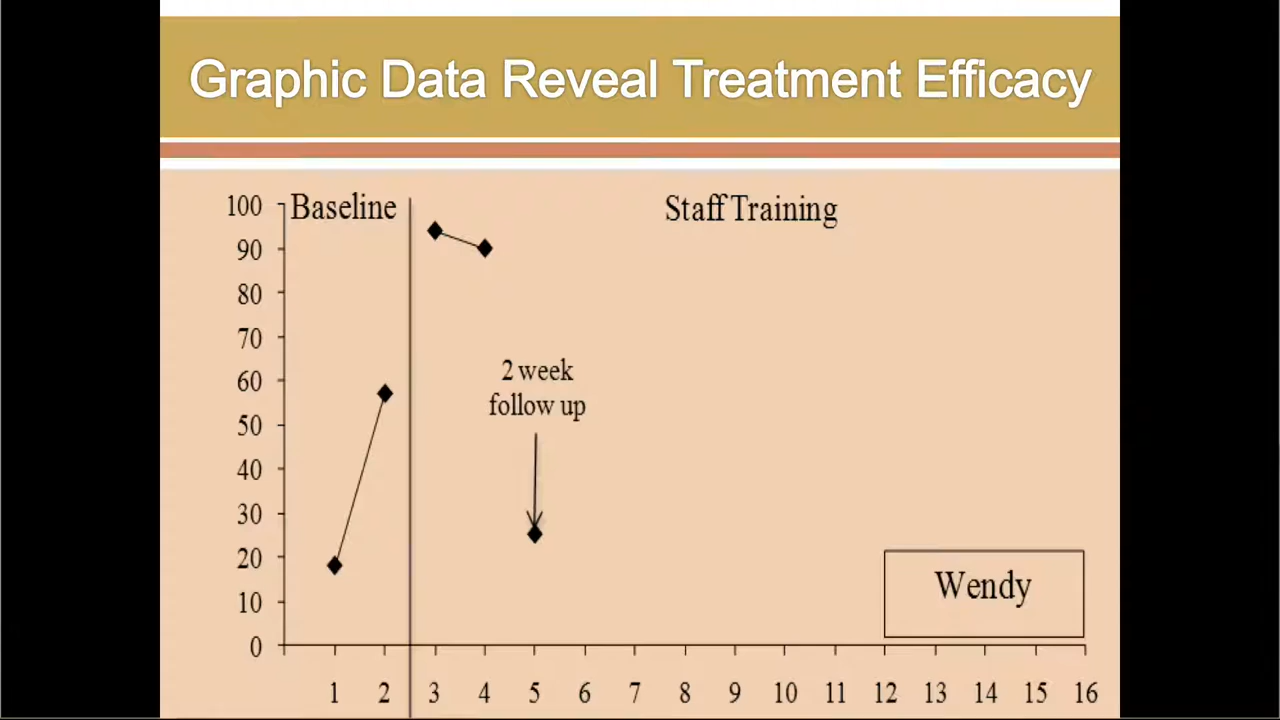 Graphic Data Reveal Treatment Efficacy
100 Baseline Staff Training
90
80
70
2 week
60
follow up
50
40
30
20
Wendy
10
0
1 2 3 4 5 6 7 8 9 10 11 12 13 14 15 16